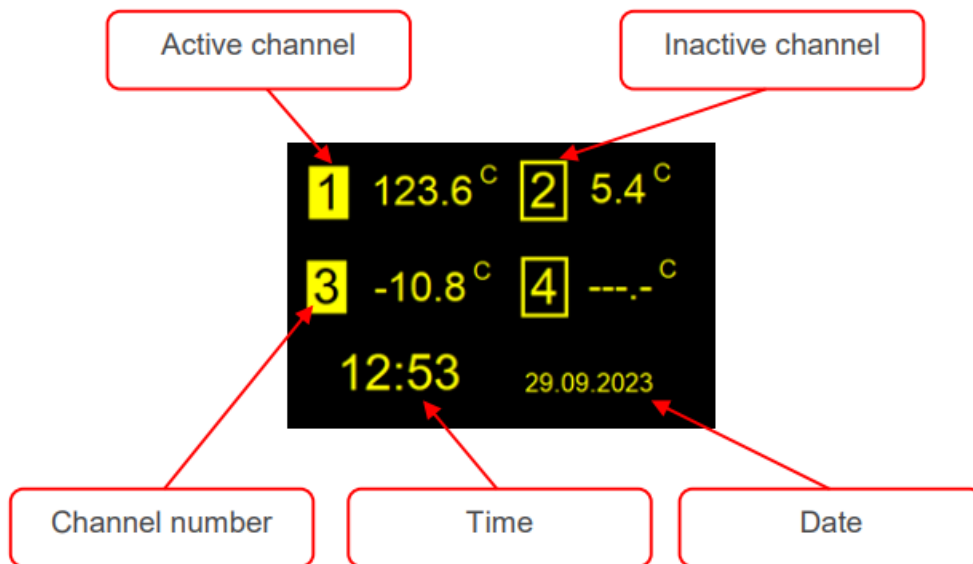 Active channel
Inactive channel
1 123.6 C 2 5.4 C
3 -10.8 C 4 ---.- C
12:53 29.09.2023
Channel number
Time
Date